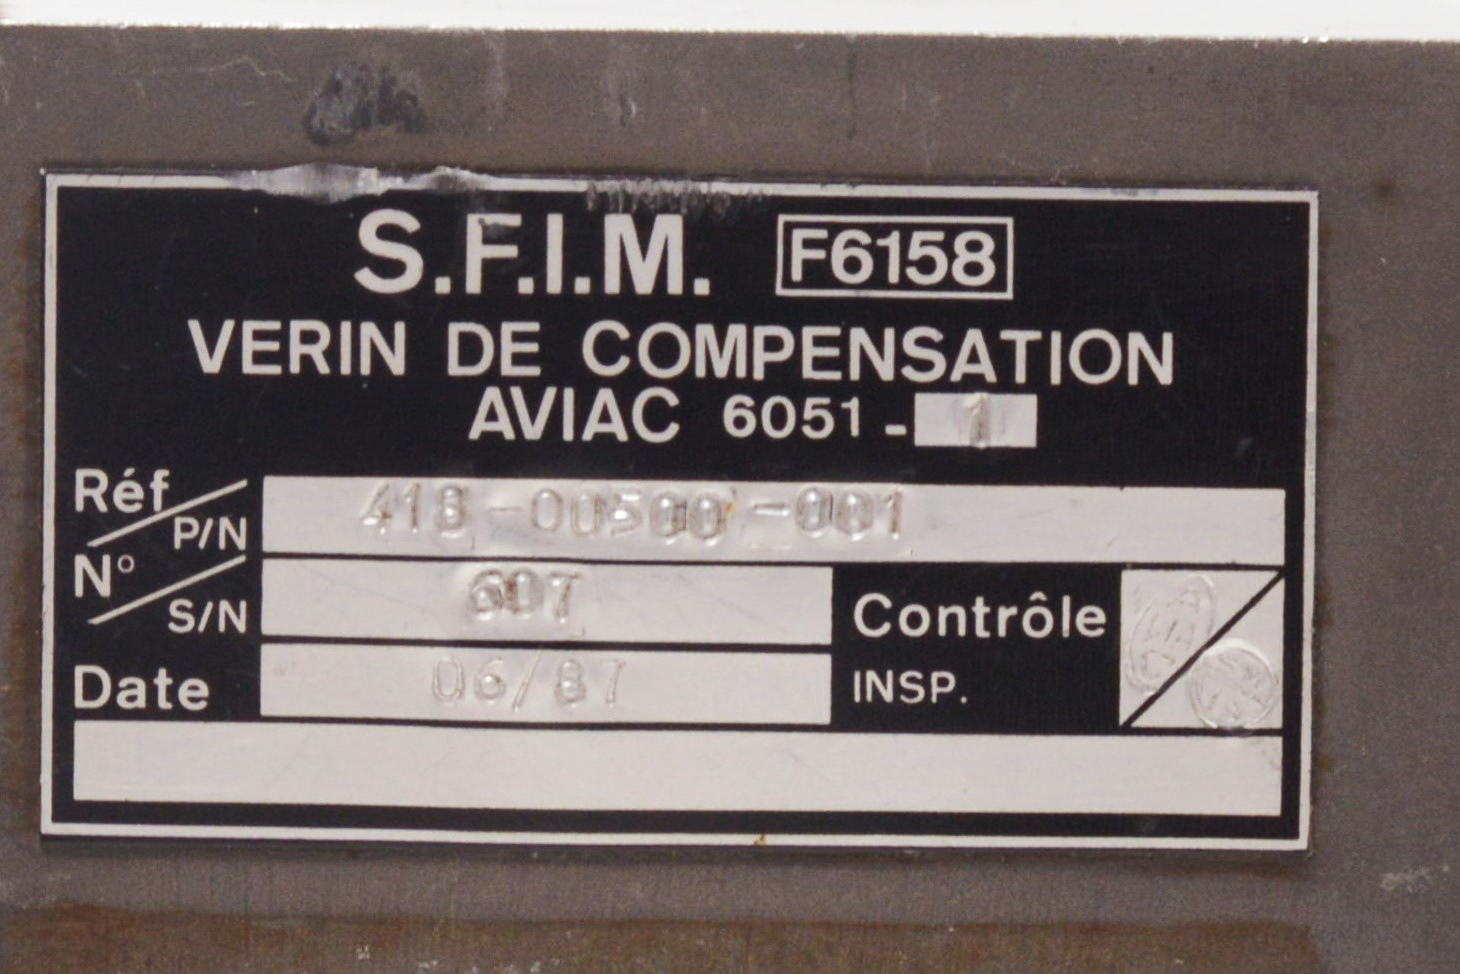 S.F.I.M. F6158
VERIN DE COMPENSATION
AVIAC 6051 - 1
Réf / P/N 418-00500-001
N° / S/N 607
Contrôle
INSP.
Date 06/87